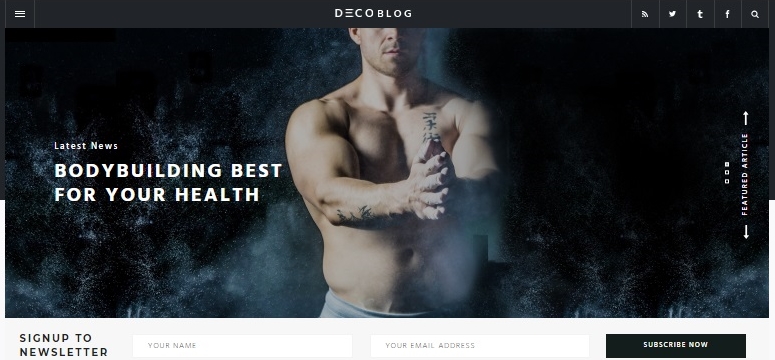 DECO BLOG
Latest News
BODYBUILDING BEST
FOR YOUR HEALTH
FEATURED ARTICLE
SIGNUP TO
NEWSLETTER
YOUR NAME
YOUR EMAIL ADDRESS
SUBSCRIBE NOW